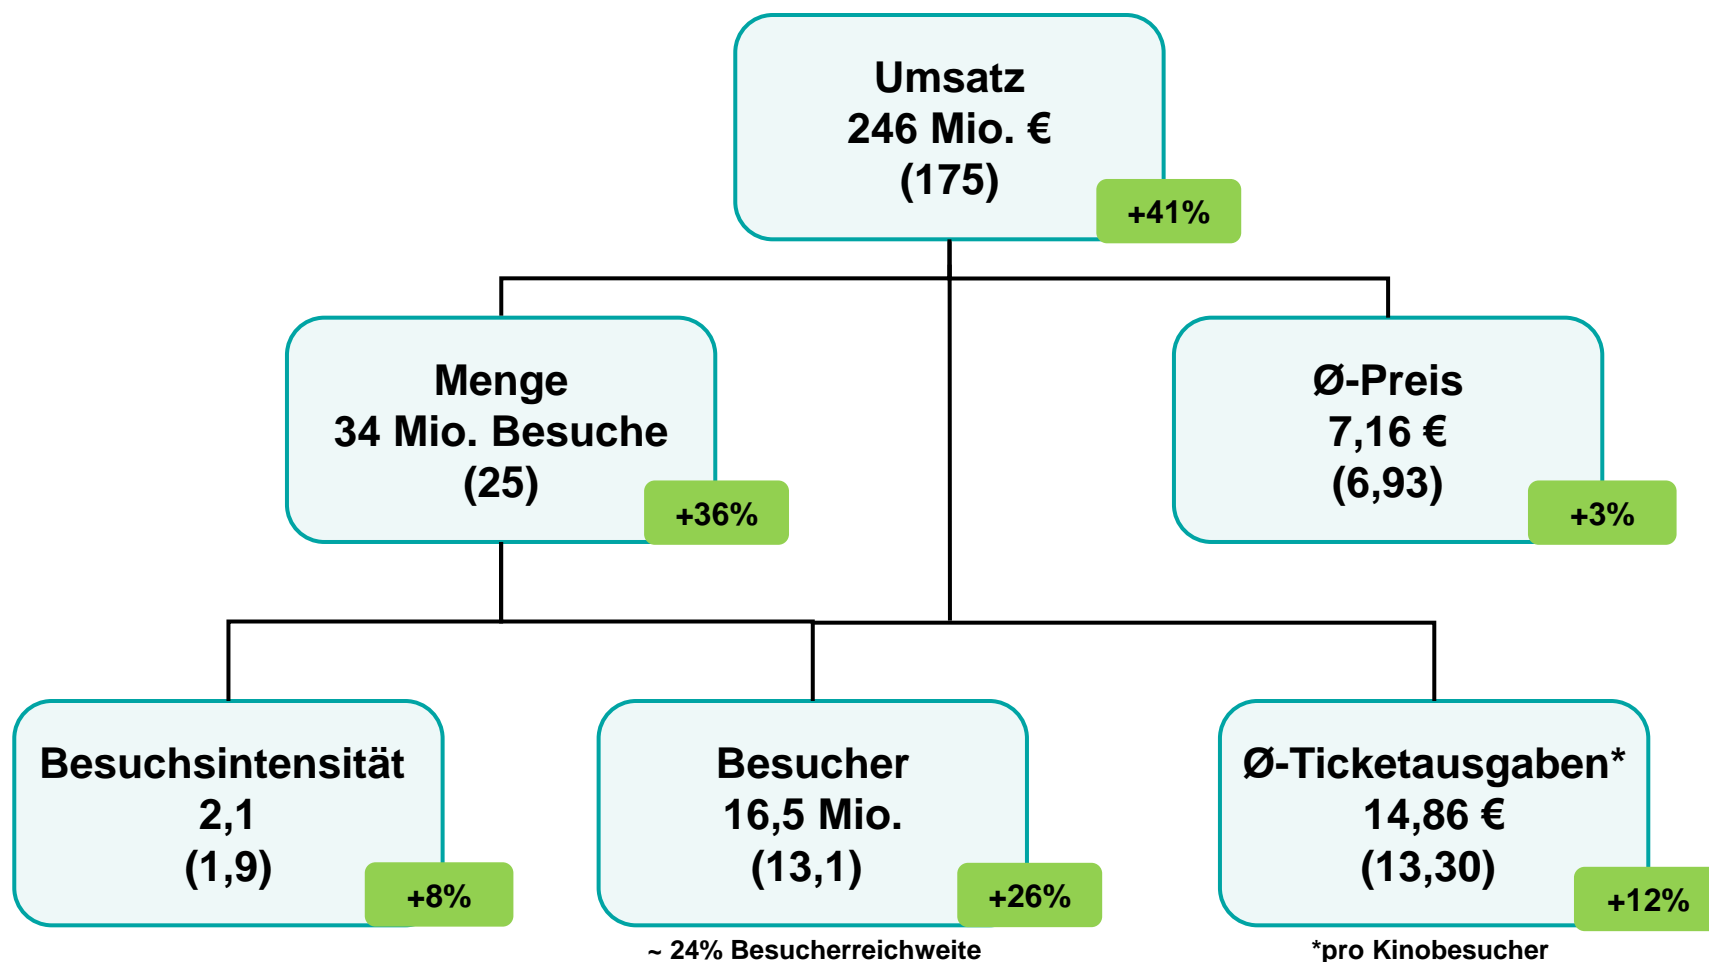 Umsatz
246 Mio. €
(175)
+41%
Menge
34 Mio. Besuche
(25)
+36%
Ø-Preis
7,16 €
(6,93)
+3%
Besuchsintensität
2,1
(1,9)
+8%
Besucher
16,5 Mio.
(13,1)
+26%
~ 24% Besucherreichweite
Ø-Ticketausgaben*
14,86 €
(13,30)
+12%
*pro Kinobesucher